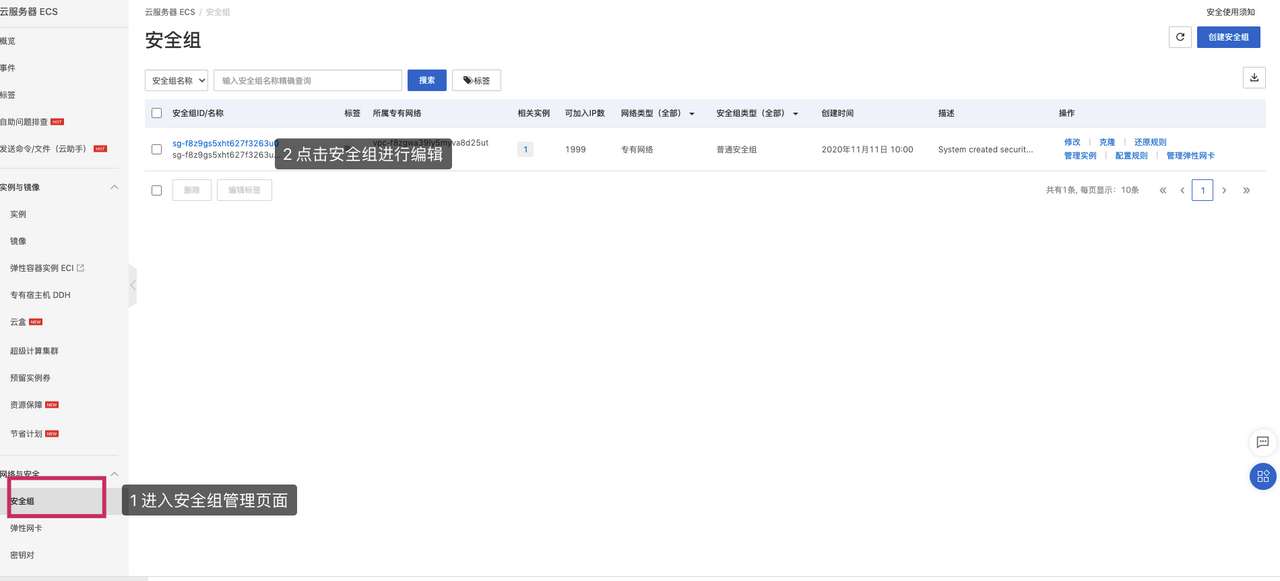 云服务器 ECS
概览
事件
标签
自助问题排查 HOT
发送命令/文件（云助手） HOT
实例与镜像
实例
镜像
弹性容器实例 ECI
专有宿主机 DDH
云盒 NEW
超级计算集群
预留实例券
资源保障 NEW
节省计划 NEW
网络与安全
安全组
弹性网卡
密钥对
1 进入安全组管理页面
云服务器 ECS / 安全组
安全使用须知
安全组
创建安全组
安全组名称 输入安全组名称精确查询 搜索 标签
安全组ID/名称 标签 所属专有网络 相关实例 可加入IP数 网络类型（全部） 安全组类型（全部） 创建时间 描述 操作
sg-f8z9gs5xht627f3263u
sg-f8z9gs5xht627f3263u...
2 点击安全组进行编辑
1 1999 专有网络 普通安全组 2020年11月11日 10:00 System created securit...
修改 克隆 还原规则
管理实例 配置规则 管理弹性网卡
删除 编辑标签
共有1条, 每页显示: 10条 « ‹ 1 › »